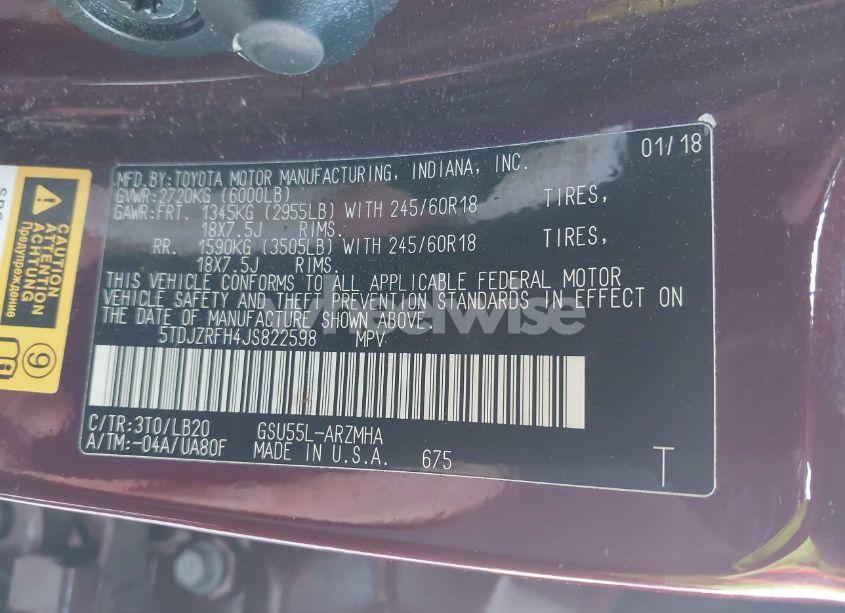 01/18
MFD.BY:TOYOTA MOTOR MANUFACTURING, INDIANA, INC.
GVWR:2720KG (6000LB)
GAWR:FRT. 1345KG (2955LB) WITH 245/60R18 TIRES,
18X7.5J RIMS.
RR. 1590KG (3505LB) WITH 245/60R18 TIRES,
18X7.5J RIMS.
THIS VEHICLE CONFORMS TO ALL APPLICABLE FEDERAL MOTOR
VEHICLE SAFETY AND THEFT PREVENTION STANDARDS IN EFFECT ON
THE DATE OF MANUFACTURE SHOWN ABOVE.
5TDJZRFH4JS822598 MPV
C/TR:3T0/LB20 GSU55L-ARZMHA
A/TM:-04A/UA80F MADE IN U.S.A. 675
T
CAUTION
ATTENTION
ACHTUNG
Предупреждение
9
wheelwise